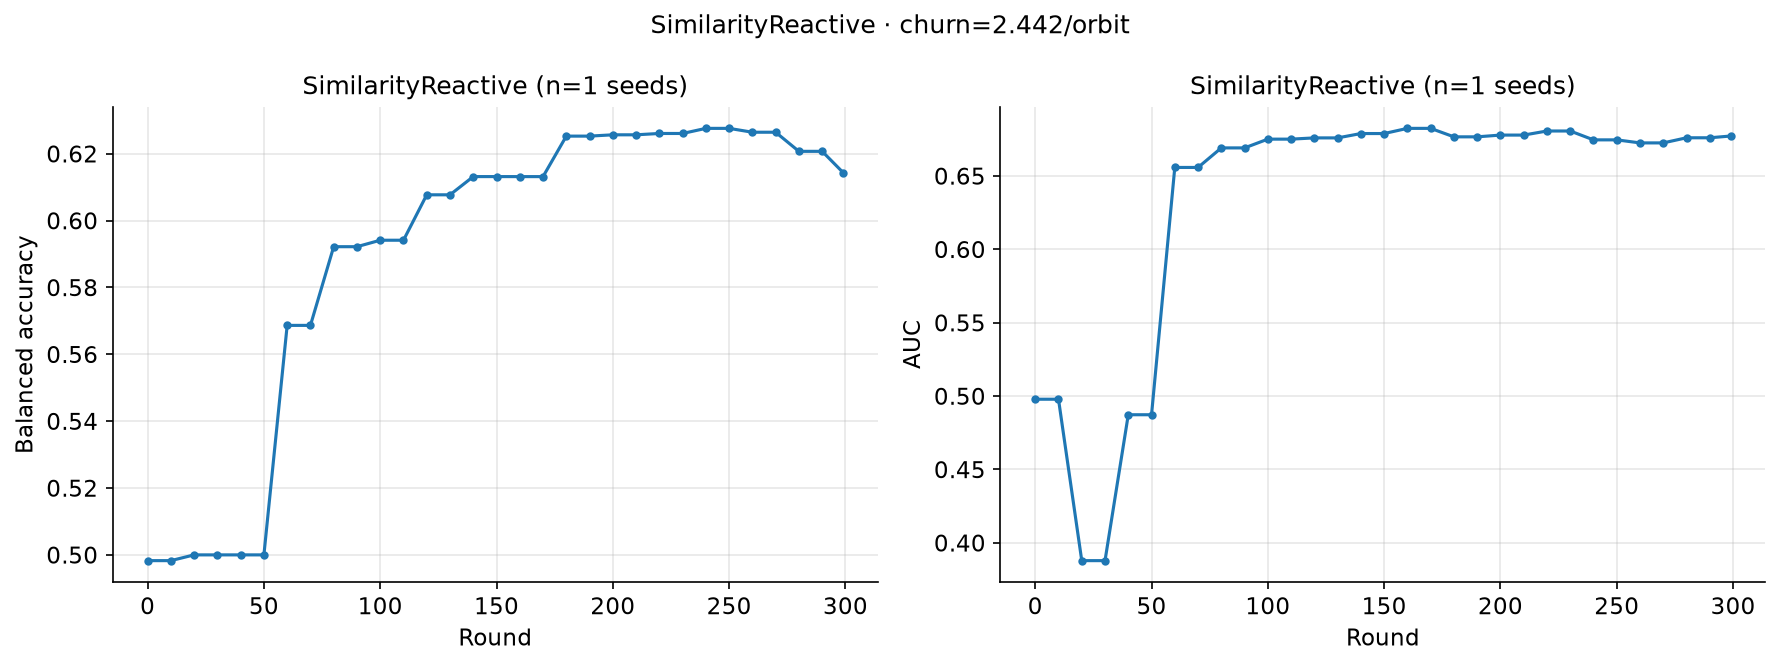 SimilarityReactive · churn=2.442/orbit
SimilarityReactive (n=1 seeds)
Balanced accuracy
0.62
0.60
0.58
0.56
0.54
0.52
0.50
0 50 100 150 200 250 300
Round
SimilarityReactive (n=1 seeds)
AUC
0.65
0.60
0.55
0.50
0.45
0.40
0 50 100 150 200 250 300
Round